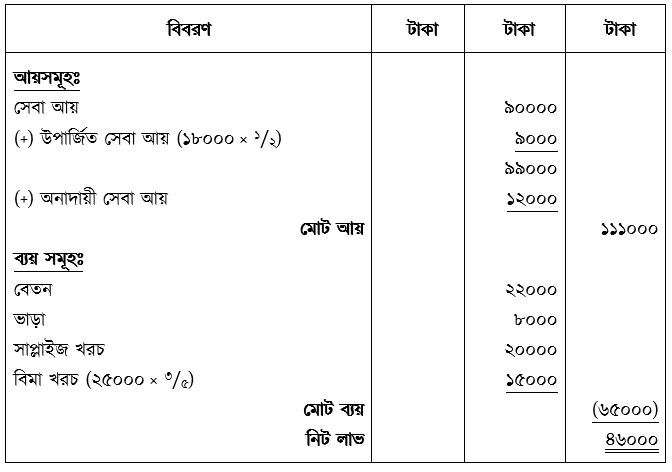 বিবরণ টাকা টাকা টাকা
আয়সমূহঃ
সেবা আয় ৯০০০০
(+) উপার্জিত সেবা আয় (১৮০০০ × ১/২) ৯০০০
৯৯০০০
(+) অনাদায়ী সেবা আয় ১২০০০
মোট আয় ১১১০০০
ব্যয় সমূহঃ
বেতন ২২০০০
ভাড়া ৮০০০
সাপ্লাইজ খরচ ২০০০০
বিমা খরচ (২৫০০০ × ৩/৫) ১৫০০০
মোট ব্যয় (৬৫০০০)
নিট লাভ ৪৬০০০